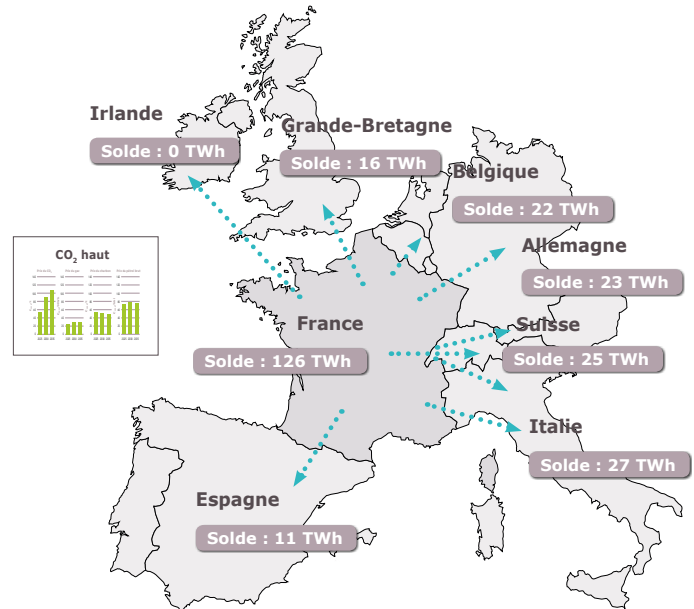 Irlande
Solde : 0 TWh
Grande-Bretagne
Solde : 16 TWh
Belgique
Solde : 22 TWh
Allemagne
Solde : 23 TWh
CO₂ haut
France
Solde : 126 TWh
Suisse
Solde : 25 TWh
Italie
Solde : 27 TWh
Espagne
Solde : 11 TWh